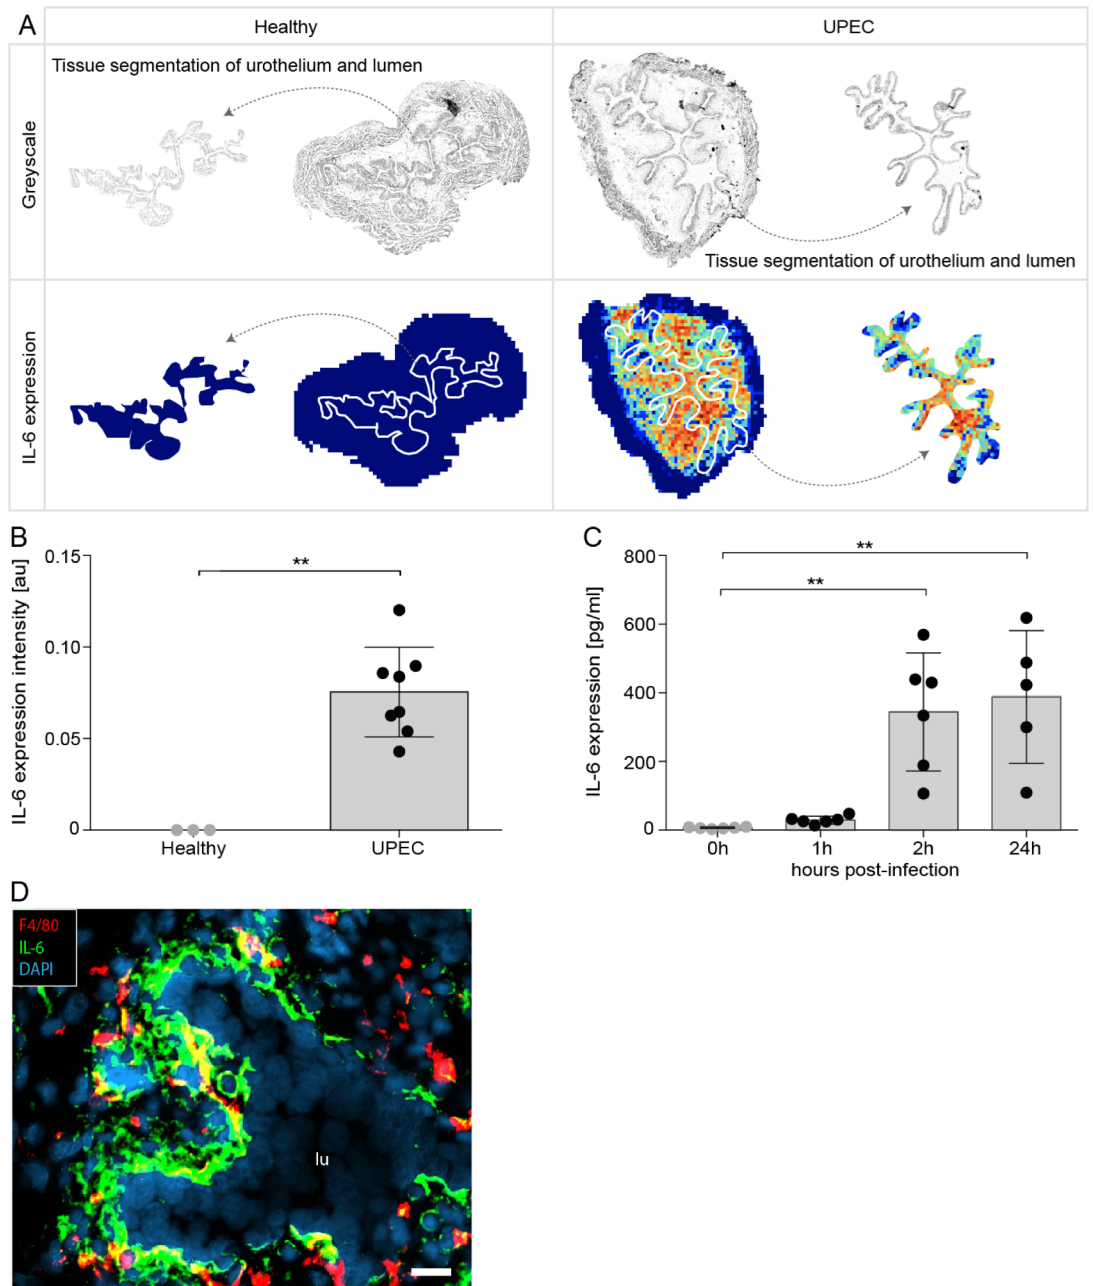 A
Healthy
UPEC
Greyscale
Tissue segmentation of urothelium and lumen
Tissue segmentation of urothelium and lumen
IL-6 expression
B
IL-6 expression intensity [au]
0.15
0.10
0.05
0
**
Healthy
UPEC
C
IL-6 expression [pg/ml]
800
600
400
200
0
**
**
0h
1h
2h
24h
hours post-infection
D
F4/80
IL-6
DAPI
lu